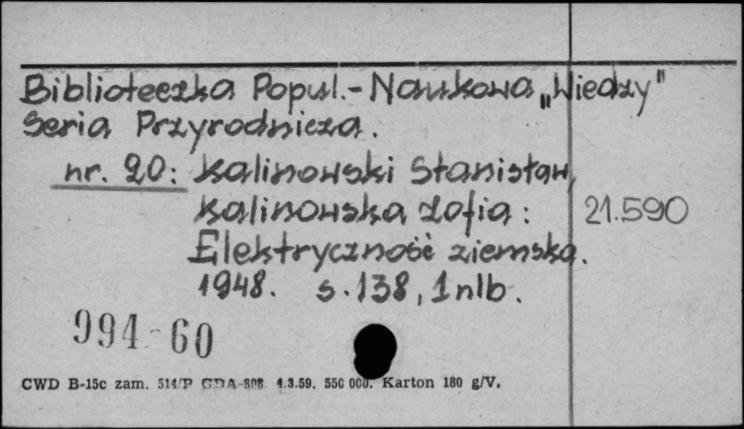 Biblioteczka Popul.-Naukowa „Wiedzy"
Seria Przyrodnicza.
nr. 20: Kalinowski Stanisław,
Kalinowska Zofia: 21.590
Elektryczność ziemska.
1948. s.138, 1 nlb.
994-60
CWD B-15c zam. 514/P GDA-808. 4.3.59. 550 000. Karton 180 g/V.